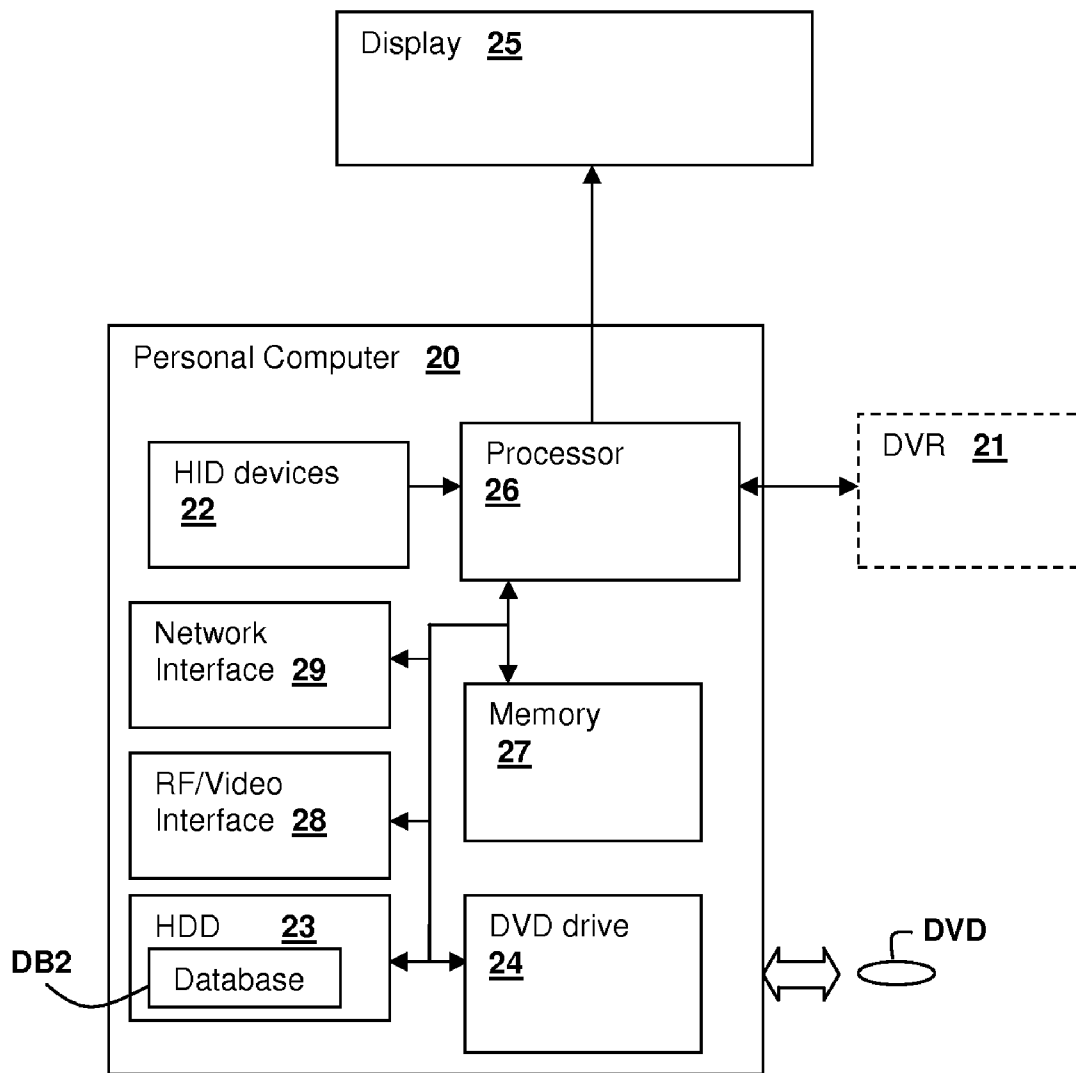 Display 25
Personal Computer 20
HID devices
22
Processor
26
DVR 21
Network
Interface 29
Memory
27
RF/Video
Interface 28
HDD 23
Database
DB2
DVD drive
24
DVD